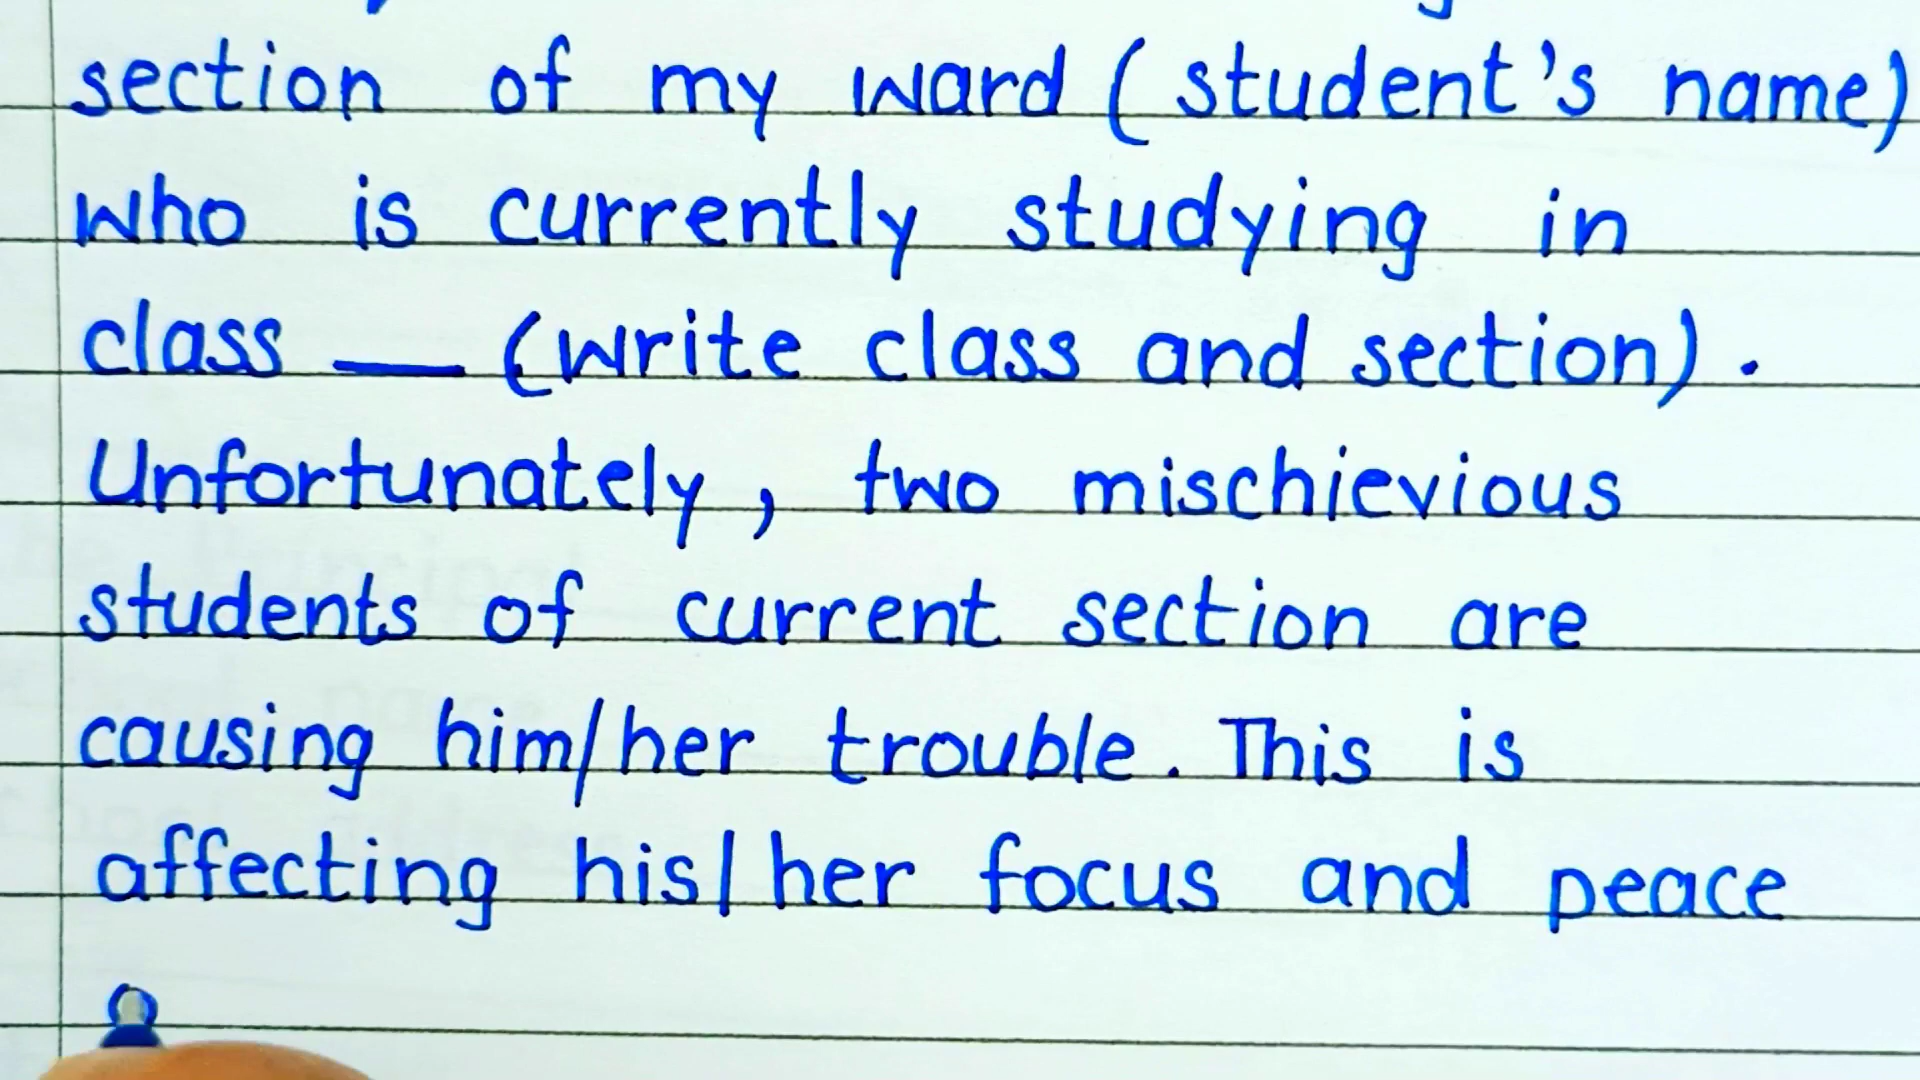 section of my ward (student's name)
who is currently studying in
class — (write class and section).
Unfortunately, two mischievious
students of current section are
causing him/her trouble. This is
affecting his/her focus and peace